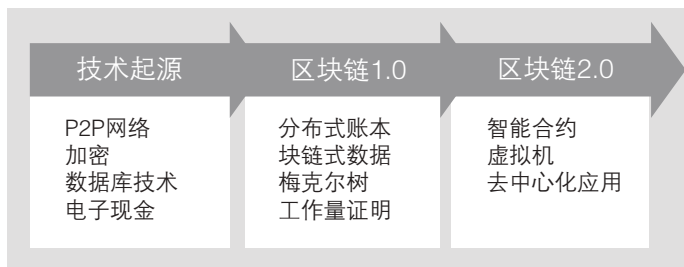 技术起源
区块链1.0
区块链2.0
P2P网络
加密
数据库技术
电子现金
分布式账本
块链式数据
梅克尔树
工作量证明
智能合约
虚拟机
去中心化应用